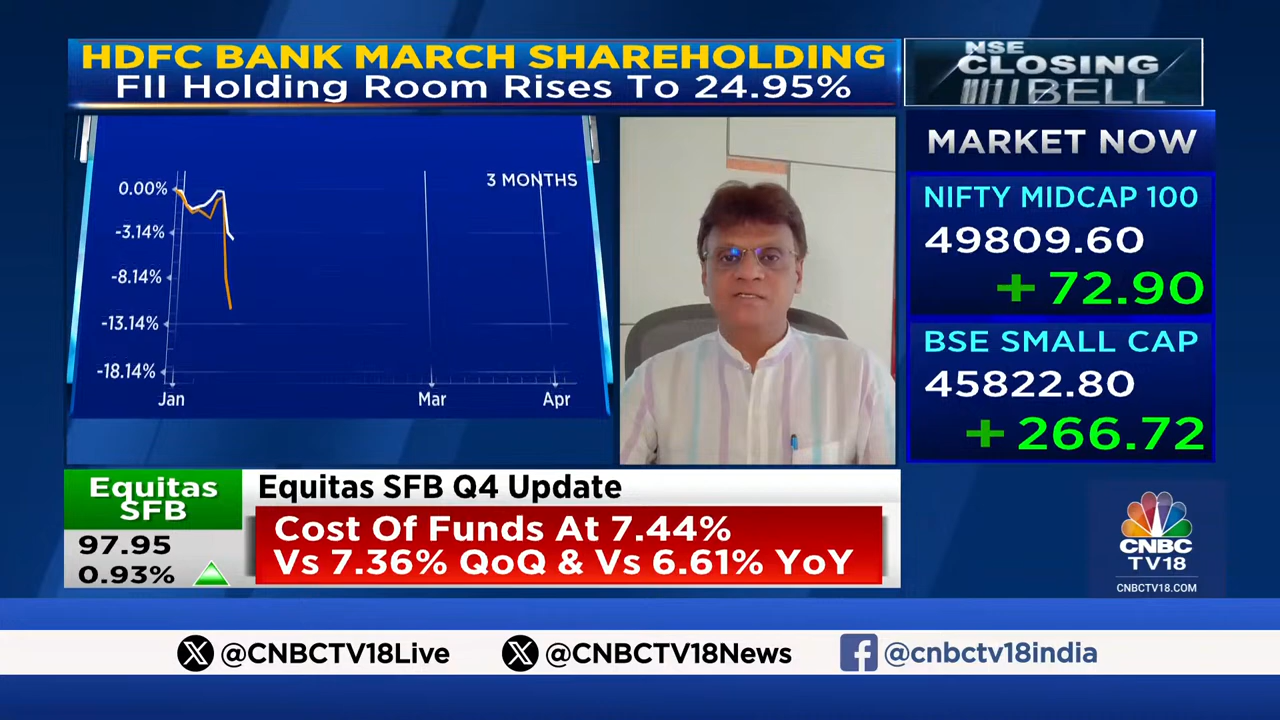 HDFC BANK MARCH SHAREHOLDING
FII Holding Room Rises To 24.95%
NSE
CLOSING
BELL
3 MONTHS
0.00%
-3.14%
-8.14%
-13.14%
-18.14%
Jan
Mar
Apr
MARKET NOW
NIFTY MIDCAP 100
49809.60
+ 72.90
BSE SMALL CAP
45822.80
+ 266.72
Equitas
SFB
97.95
0.93%
Equitas SFB Q4 Update
Cost Of Funds At 7.44%
Vs 7.36% QoQ & Vs 6.61% YoY
CNBC
TV18
CNBCTV18.COM
@CNBCTV18Live
@CNBCTV18News
@cnbctv18india